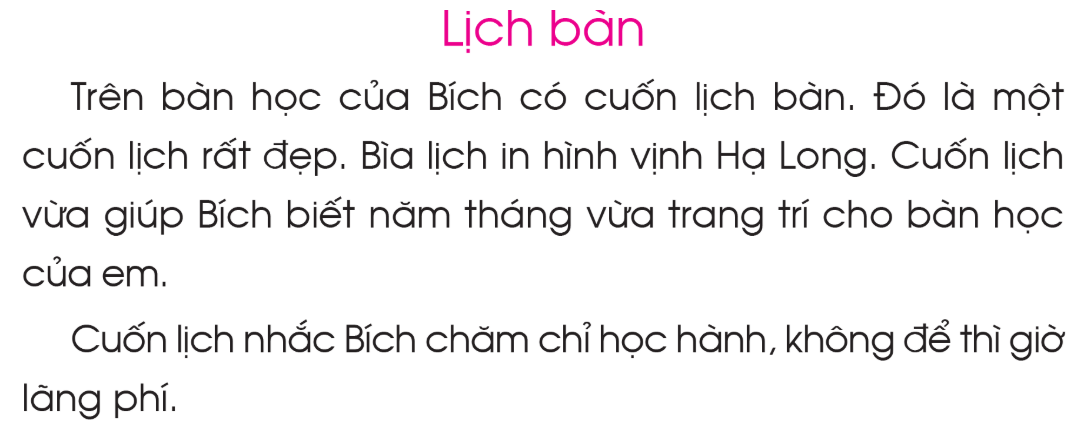 Lịch bàn
Trên bàn học của Bích có cuốn lịch bàn. Đó là một
cuốn lịch rất đẹp. Bìa lịch in hình vịnh Hạ Long. Cuốn lịch
vừa giúp Bích biết năm tháng vừa trang trí cho bàn học
của em.
Cuốn lịch nhắc Bích chăm chỉ học hành, không để thì giờ
lãng phí.